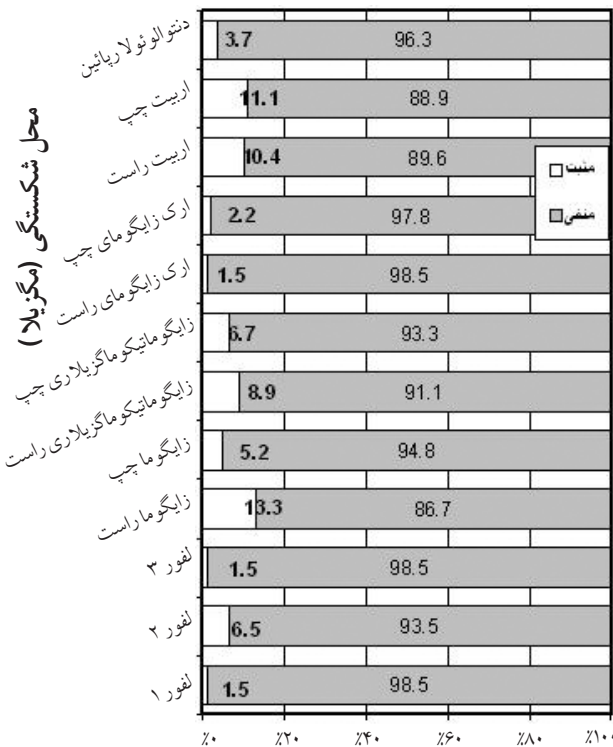 محل شکستگی (مگزیلا)
دنتوالوئولار پائین 3.7 96.3
اربیت چپ 11.1 88.9
اربیت راست 10.4 89.6
ارک زایگومای چپ 2.2 97.8
ارک زایگومای راست 1.5 98.5
زایگوماتیکوماگزیلاری چپ 6.7 93.3
زایگوماتیکوماگزیلاری راست 8.9 91.1
زایگوما چپ 5.2 94.8
زایگوما راست 13.3 86.7
لفور ۳ 1.5 98.5
لفور ۲ 6.5 93.5
لفور ۱ 1.5 98.5
مثبت
منفی
٪۰ ٪۲۰ ٪۴۰ ٪۶۰ ٪۸۰ ٪۱۰۰